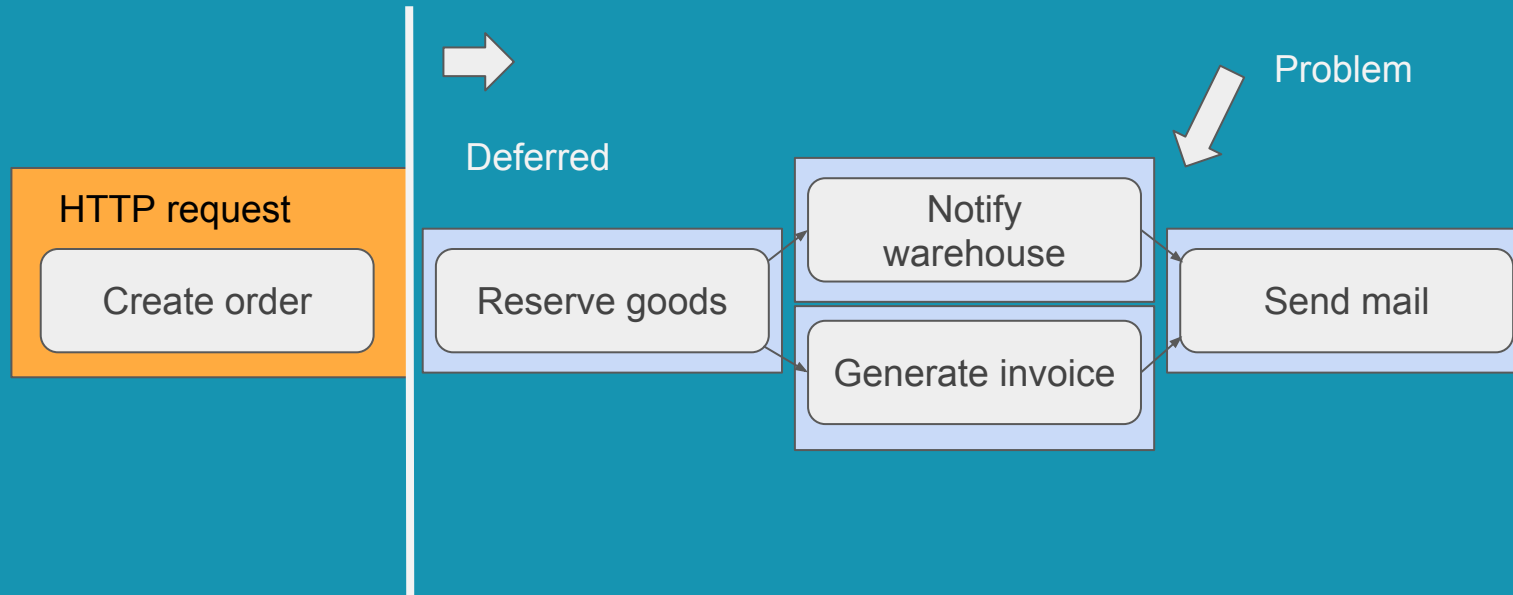 HTTP request
Create order
Deferred
Reserve goods
Notify
warehouse
Generate invoice
Problem
Send mail